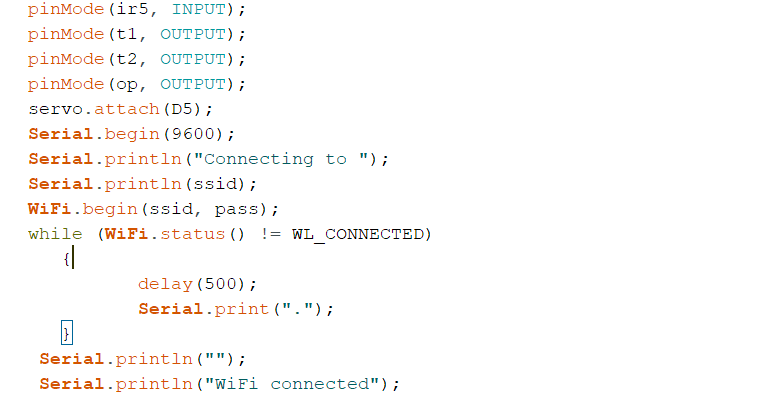 pinMode(ir5, INPUT);
pinMode(t1, OUTPUT);
pinMode(t2, OUTPUT);
pinMode(op, OUTPUT);
servo.attach(D5);
Serial.begin(9600);
Serial.println("Connecting to ");
Serial.println(ssid);
WiFi.begin(ssid, pass);
while (WiFi.status() != WL_CONNECTED)
{
delay(500);
Serial.print(".");
}
Serial.println("");
Serial.println("WiFi connected");